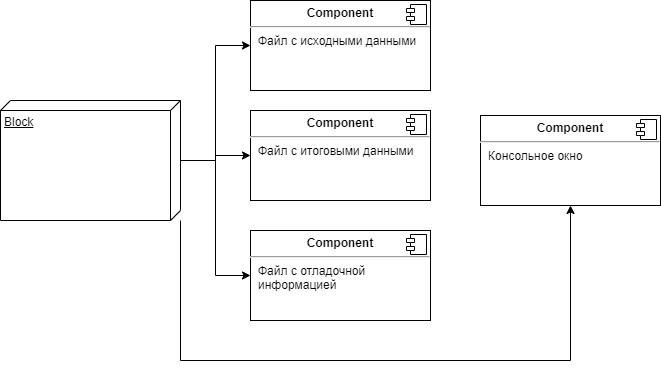 Component
Файл с исходными данными
Block
Component
Файл с итоговыми данными
Component
Консольное окно
Component
Файл с отладочной
информацией